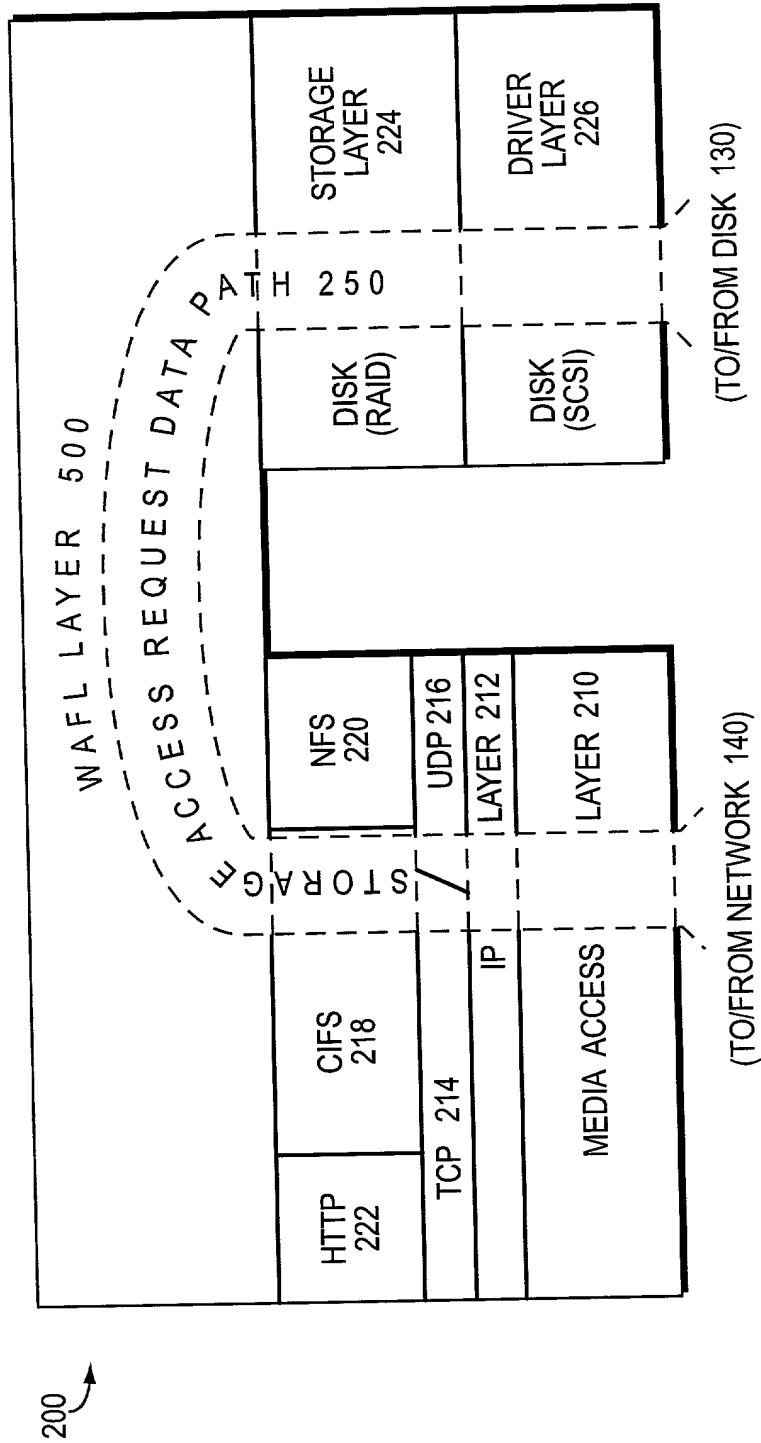 200
WAFL LAYER 500
STORAGE ACCESS REQUEST DATA PATH 250
HTTP
222
CIFS
218
NFS
220
TCP 214
UDP 216
IP
LAYER 212
MEDIA ACCESS
LAYER 210
(TO/FROM NETWORK 140)
DISK
(RAID)
STORAGE
LAYER
224
DISK
(SCSI)
DRIVER
LAYER
226
(TO/FROM DISK 130)